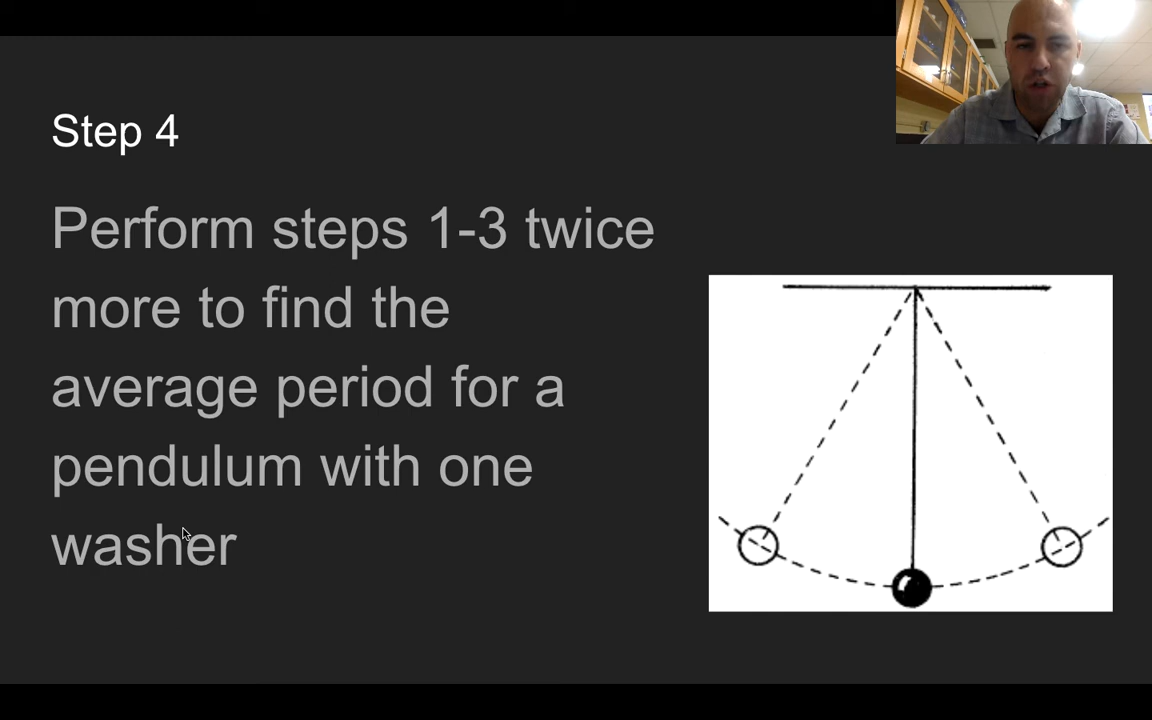 Step 4
Perform steps 1-3 twice
more to find the
average period for a
pendulum with one
washer